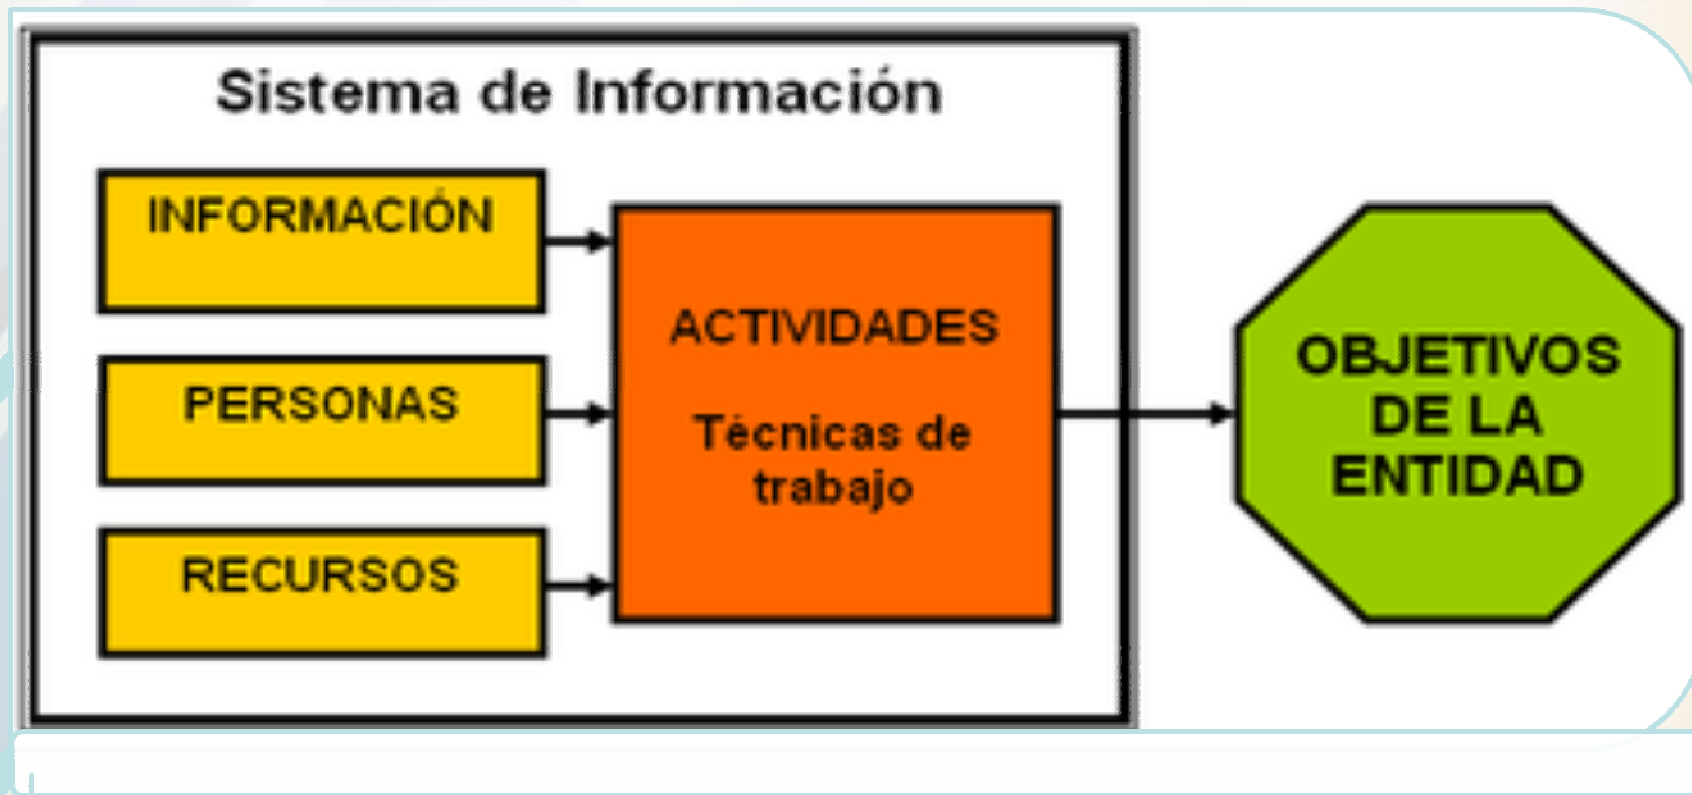 Sistema de Información
INFORMACIÓN
PERSONAS
RECURSOS
ACTIVIDADES
Técnicas de
trabajo
OBJETIVOS
DE LA
ENTIDAD